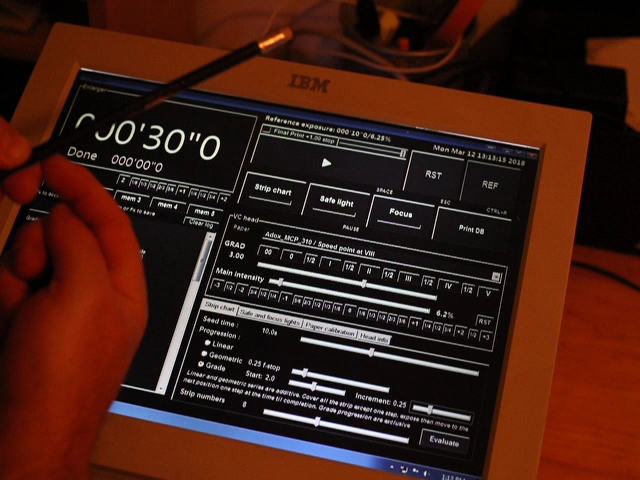 IBM
Enlarger
000'30"0
Done 000'00"0
Reference exposure: 000'10"0/6.25%
Final Print +1.00 stop
Mon Mar 12 13:13:15 2018
RST
REF
Strip chart
Safe light
Focus
Print DB
SPACE
ESC
CTRL+R
PAUSE
mem 3
mem 4
mem 5
Clear log
VC head
Paper
Adox_MCP_310 / Speed point at VIII
GRAD
3.00
00 0 1/2 I 1/2 II 1/2 III 1/2 IV 1/2 V
Main intensity
6.2%
RST
Strip chart Safe and focus lights Paper calibration Head info
Seed time: 10.0s
Progression:
Linear
Geometric 0.25 f-stop
Grade Start: 2.0 Increment: 0.25
Linear and geometric series are additive. Cover all the strip except one step, expose then move to the
next position one step at the time til completion. Grade progression are exclusive
Strip numbers 8
Evaluate